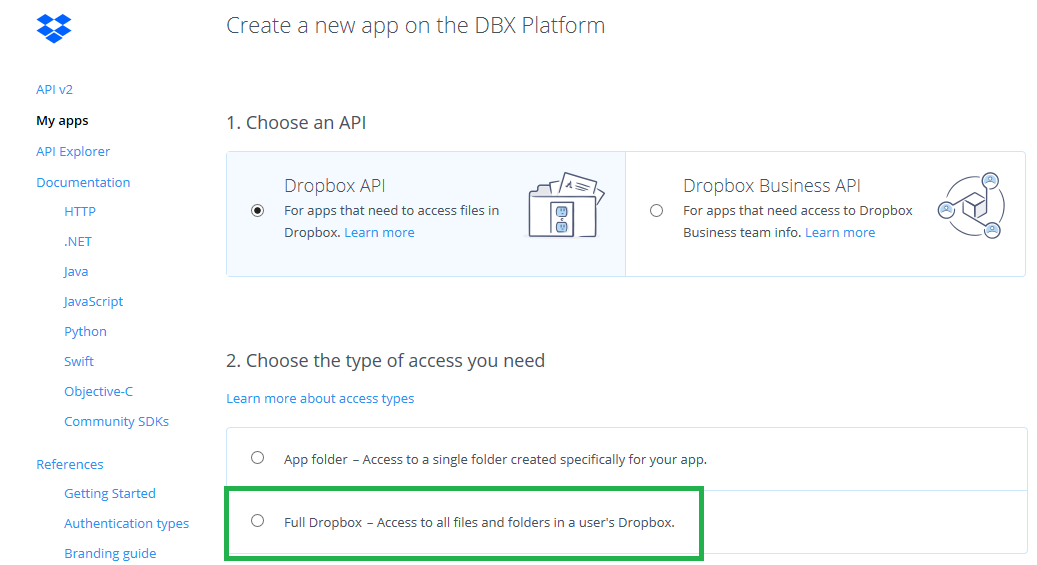 Create a new app on the DBX Platform
API v2
My apps
API Explorer
Documentation
HTTP
.NET
Java
JavaScript
Python
Swift
Objective-C
Community SDKs
References
Getting Started
Authentication types
Branding guide
1. Choose an API
Dropbox API
For apps that need to access files in
Dropbox. Learn more
Dropbox Business API
For apps that need access to Dropbox
Business team info. Learn more
2. Choose the type of access you need
Learn more about access types
App folder – Access to a single folder created specifically for your app.
Full Dropbox – Access to all files and folders in a user's Dropbox.